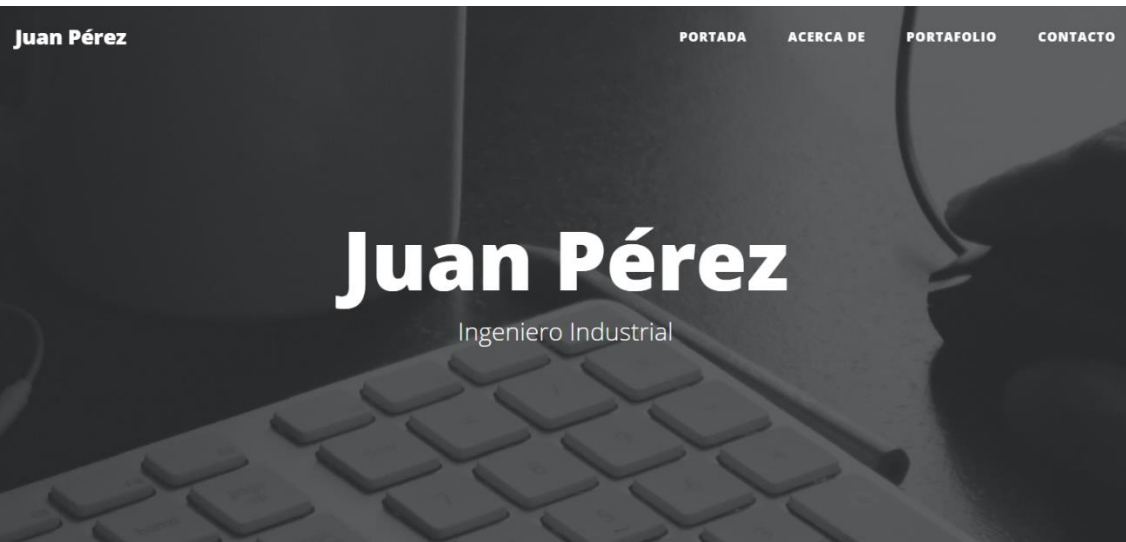 Juan Pérez
PORTADA ACERCA DE PORTAFOLIO CONTACTO
Juan Pérez
Ingeniero Industrial